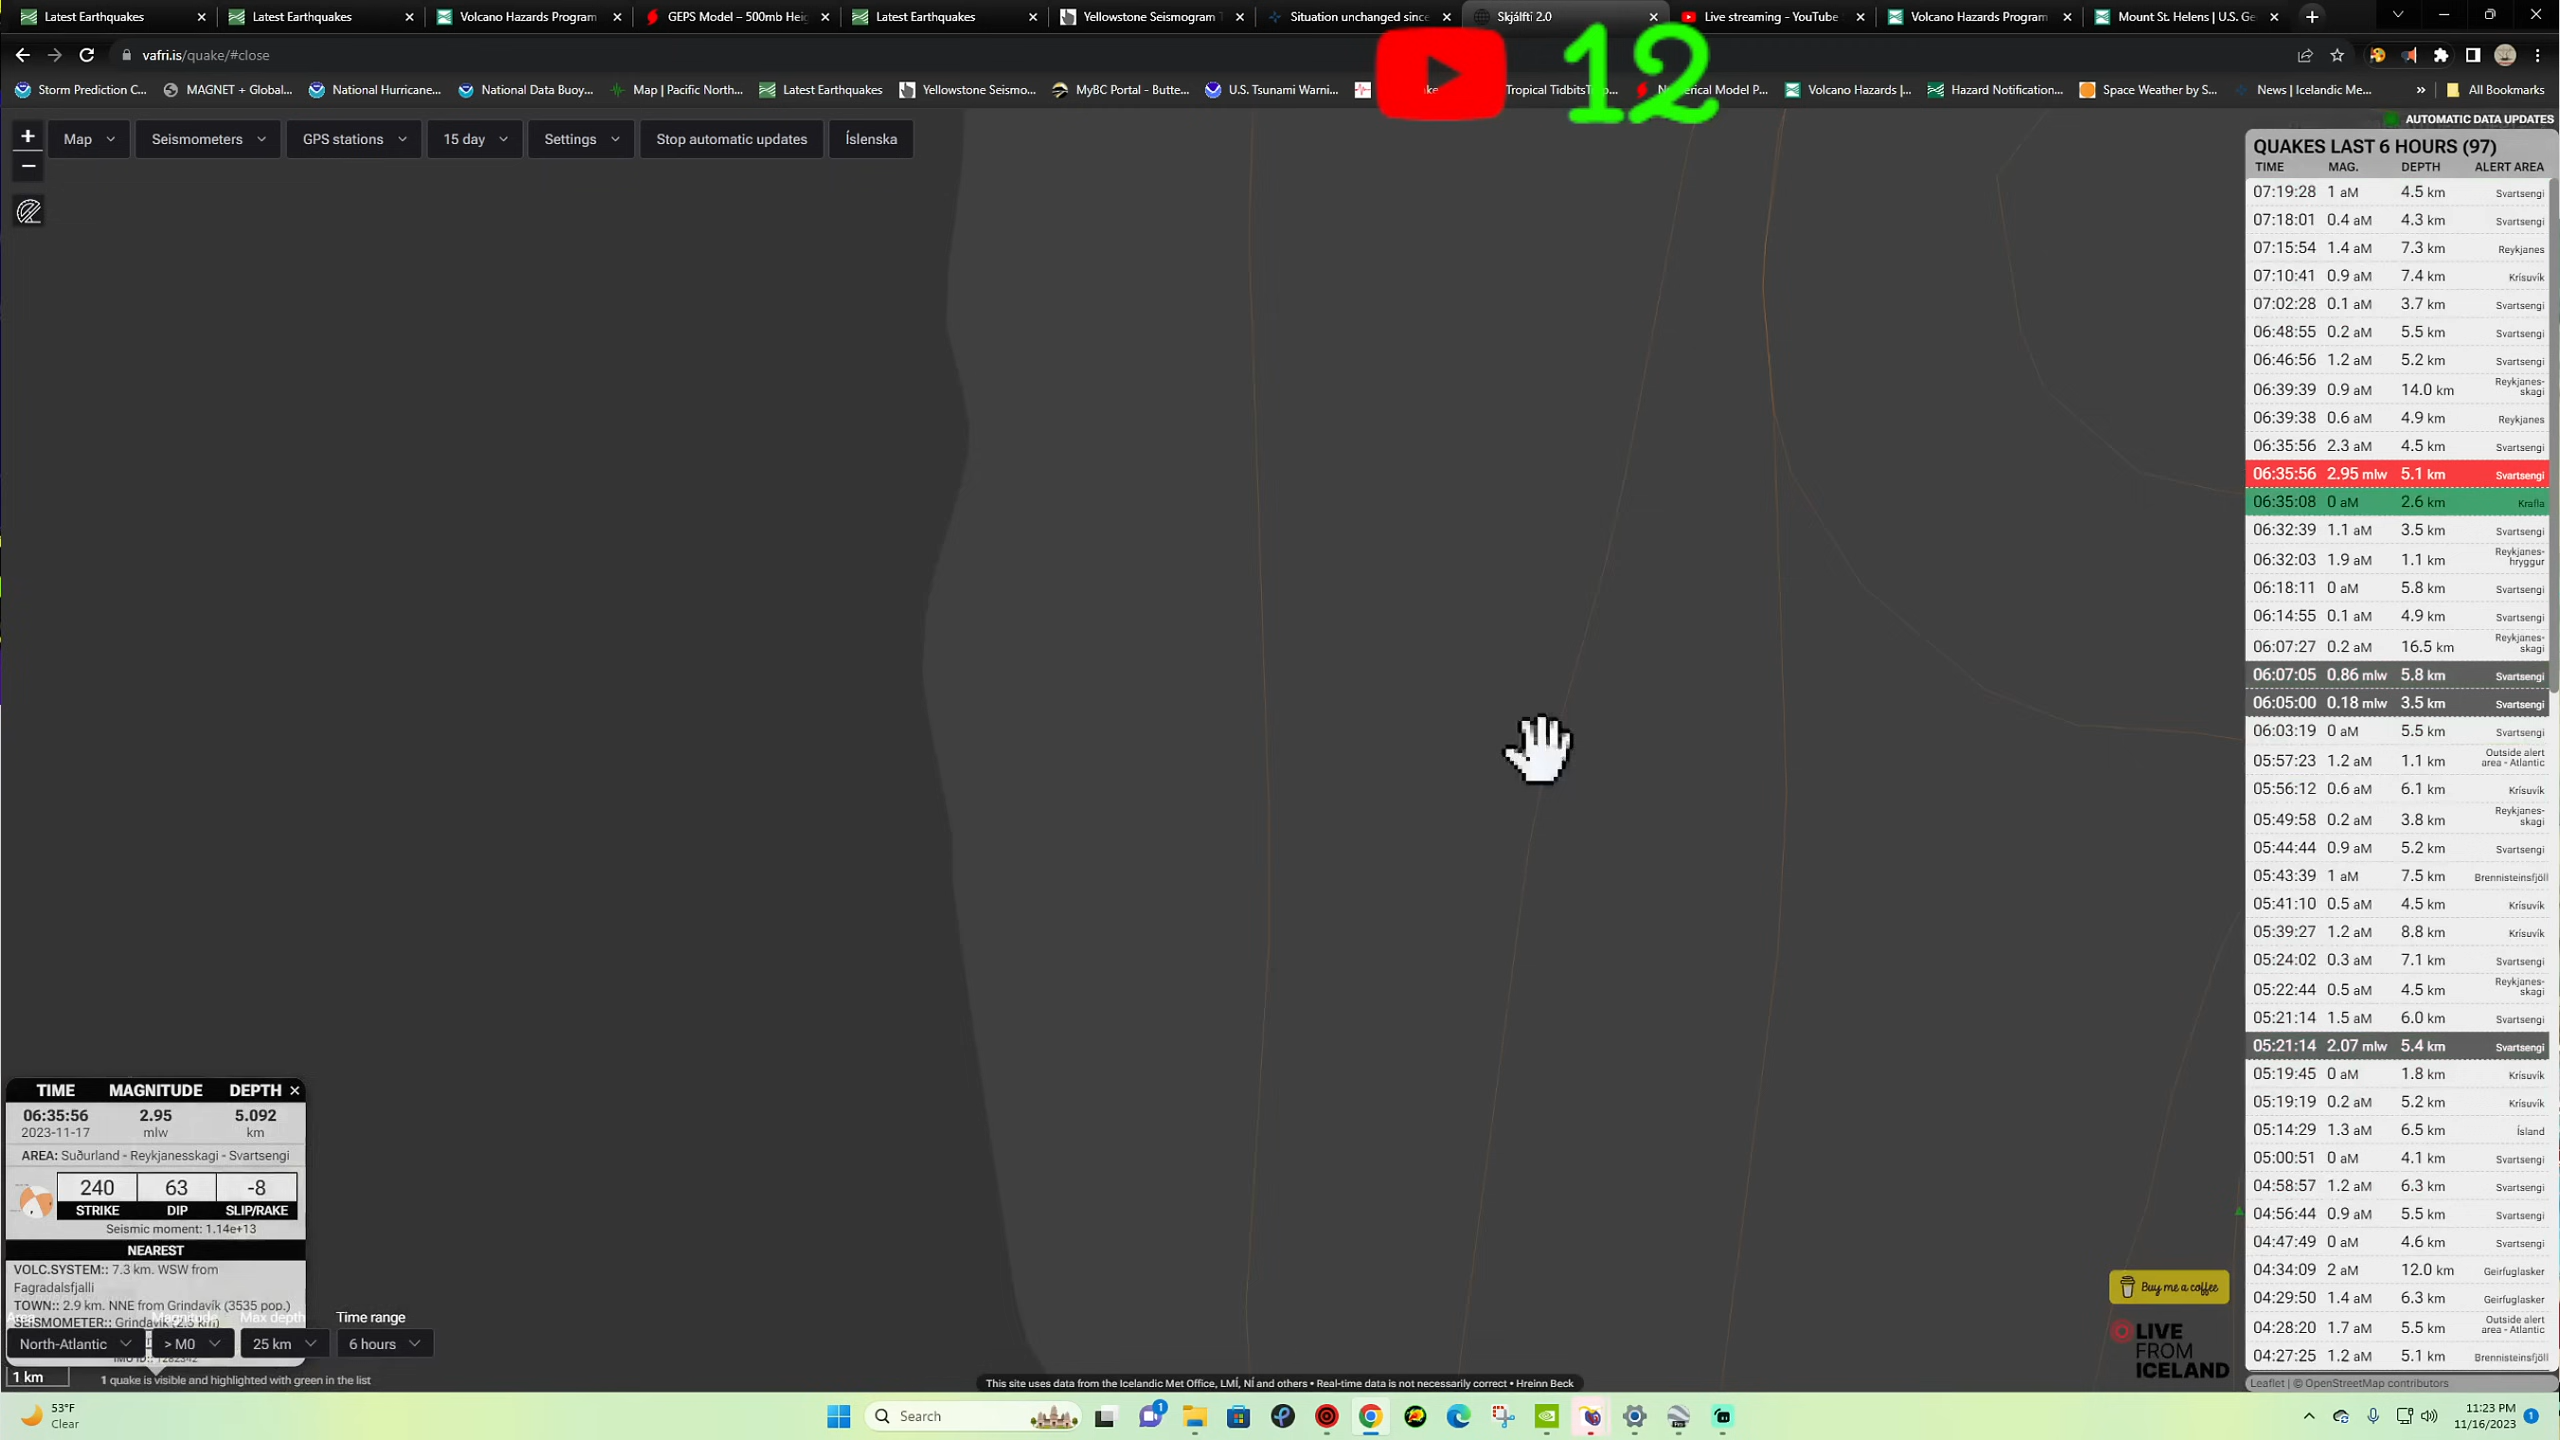 Latest Earthquakes
Latest Earthquakes
Volcano Hazards Program
GEPS Model – 500mb Hei
Latest Earthquakes
Yellowstone Seismogram
Situation unchanged since
Skjálfti 2.0
Live streaming - YouTube
Volcano Hazards Program
Mount St. Helens | U.S. Ge
vafri.is/quake/#close
12
Storm Prediction C...
MAGNET + Global...
National Hurricane...
National Data Buoy...
Map | Pacific North...
Latest Earthquakes
Yellowstone Seismo...
MyBC Portal - Butte...
U.S. Tsunami Warni...
Tropical Tidbits
Numerical Model P...
Volcano Hazards |...
Hazard Notification...
Space Weather by S...
News | Icelandic Me...
All Bookmarks
+
−
Map
Seismometers
GPS stations
15 day
Settings
Stop automatic updates
Íslenska
AUTOMATIC DATA UPDATES
QUAKES LAST 6 HOURS (97)
TIME MAG. DEPTH ALERT AREA
07:19:28 1 aM 4.5 km Svartsengi
07:18:01 0.4 aM 4.3 km Svartsengi
07:15:54 1.4 aM 7.3 km Reykjanes
07:10:41 0.9 aM 7.4 km Krísuvík
07:02:28 0.1 aM 3.7 km Svartsengi
06:48:55 0.2 aM 5.5 km Svartsengi
06:46:56 1.2 aM 5.2 km Svartsengi
06:39:39 0.9 aM 14.0 km Reykjanes-skagi
06:39:38 0.6 aM 4.9 km Reykjanes
06:35:56 2.3 aM 4.5 km Svartsengi
06:35:56 2.95 mlw 5.1 km Svartsengi
06:35:08 0 aM 2.6 km Krafla
06:32:39 1.1 aM 3.5 km Svartsengi
06:32:03 1.9 aM 1.1 km Reykjanes-hryggur
06:18:11 0 aM 5.8 km Svartsengi
06:14:55 0.1 aM 4.9 km Svartsengi
06:07:27 0.2 aM 16.5 km Reykjanes-skagi
06:07:05 0.86 mlw 5.8 km Svartsengi
06:05:00 0.18 mlw 3.5 km Svartsengi
06:03:19 0 aM 5.5 km Svartsengi
05:57:23 1.2 aM 1.1 km Outside alert area - Atlantic
05:56:12 0.6 aM 6.1 km Krísuvík
05:49:58 0.2 aM 3.8 km Reykjanes-skagi
05:44:44 0.9 aM 5.2 km Svartsengi
05:43:39 1 aM 7.5 km Brennisteinsfjöll
05:41:10 0.5 aM 4.5 km Krísuvík
05:39:27 1.2 aM 8.8 km Krísuvík
05:24:02 0.3 aM 7.1 km Svartsengi
05:22:44 0.5 aM 4.5 km Reykjanes-skagi
05:21:14 1.5 aM 6.0 km Svartsengi
05:21:14 2.07 mlw 5.4 km Svartsengi
05:19:45 0 aM 1.8 km Krísuvík
05:19:19 0.2 aM 5.2 km Krísuvík
05:14:29 1.3 aM 6.5 km Ísland
05:00:51 0 aM 4.1 km Svartsengi
04:58:57 1.2 aM 6.3 km Svartsengi
04:56:44 0.9 aM 5.5 km Svartsengi
04:47:49 0 aM 4.6 km Svartsengi
04:34:09 2 aM 12.0 km Geirfuglasker
04:29:50 1.4 aM 6.3 km Geirfuglasker
04:28:20 1.7 aM 5.5 km Outside alert area - Atlantic
04:27:25 1.2 aM 5.1 km Brennisteinsfjöll
Leaflet | © OpenStreetMap contributors
TIME MAGNITUDE DEPTH ×
06:35:56 2.95 5.092
2023-11-17 mlw km
AREA: Suðurland - Reykjanesskagi - Svartsengi
240 63 -8
STRIKE DIP SLIP/RAKE
Seismic moment: 1.14e+13
NEAREST
VOLC.SYSTEM:: 7.3 km. WSW from
Fagradalsfjalli
TOWN:: 2.9 km. NNE from Grindavík (3535 pop.)
SEISMOMETER:: Grindavík (2.5 km)
Magnitude Max depth Time range
North-Atlantic > M0 25 km 6 hours
1 km
1 quake is visible and highlighted with green in the list
This site uses data from the Icelandic Met Office, LMÍ, NÍ and others • Real-time data is not necessarily correct • Hreinn Beck
Buy me a coffee
LIVE
FROM
ICELAND
53°F
Clear
Search
1
11:23 PM
11/16/2023
1